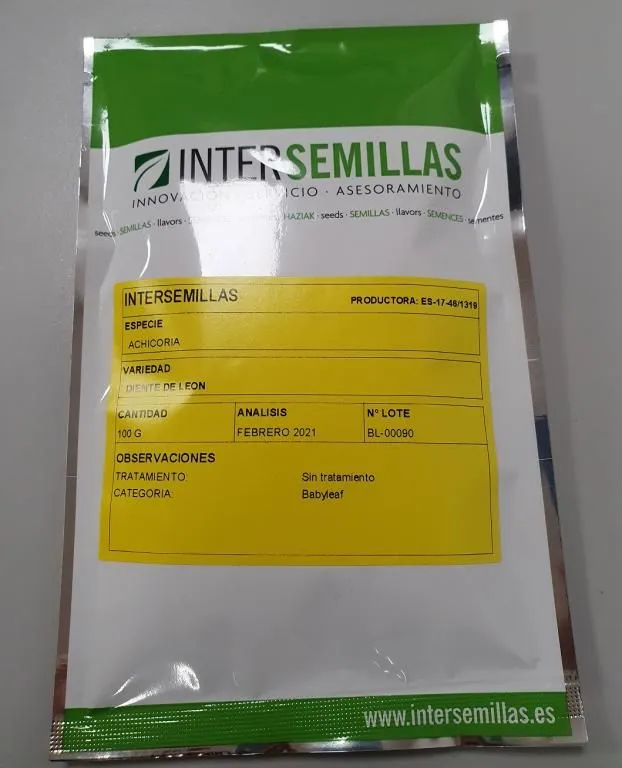 INTERSEMILLAS
INNOVACIÓN · SERVICIO · ASESORAMIENTO
seeds · SEMILLAS · llavors · HAZIAK · seeds · SEMILLAS · llavors · SEMENCES · sementes
INTERSEMILLAS PRODUCTORA: ES-17-46/1319
ESPECIE
ACHICORIA
VARIEDAD
DIENTE DE LEON
CANTIDAD ANALISIS Nº LOTE
100 G FEBRERO 2021 BL-00090
OBSERVACIONES
TRATAMIENTO: Sin tratamiento
CATEGORIA: Babyleaf
www.intersemillas.es